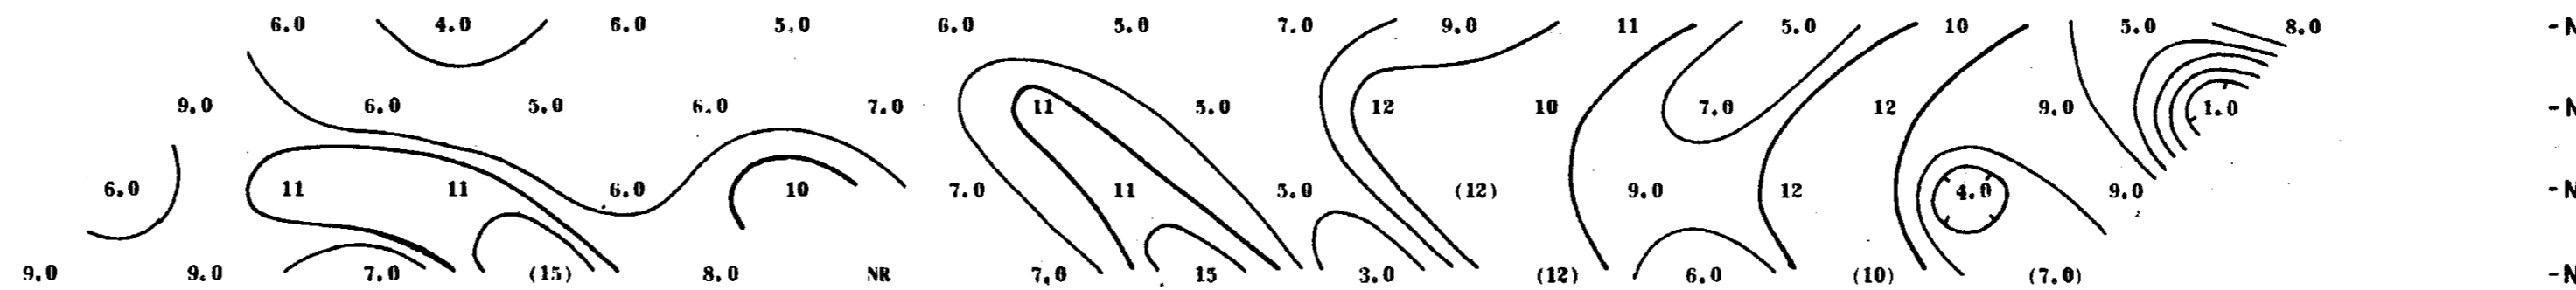 6.0 4.0 6.0 5.0 6.0 5.0 7.0 9.0 11 5.0 10 5.0 8.0 -N
9.0 6.0 5.0 6.0 7.0 11 5.0 12 10 7.0 12 9.0 1.0 -N
6.0 11 11 6.0 10 7.0 11 5.0 (12) 9.0 12 4.0 9.0 -N
9.0 9.0 7.0 (15) 8.0 NR 7.0 15 3.0 (12) 6.0 (10) (7.0) -N